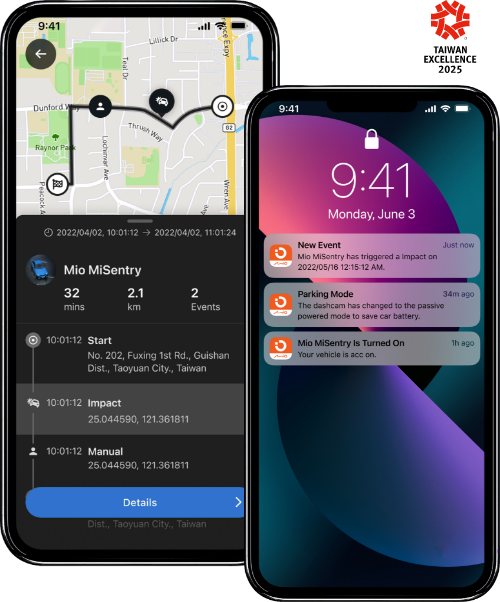 TAIWAN
EXCELLENCE
2025
9:41
Lillick Dr
Teal Dr
Dunford Way
Raynor Park
Thrush Way
Lochinvar Ave
Peacock Ave
Wren Ave
82
2022/04/02, 10:01:12 → 2022/04/02, 11:01:24
Mio MiSentry
32 2.1 2
mins km Events
10:01:12 Start
No. 202, Fuxing 1st Rd., Guishan
Dist., Taoyuan City., Taiwan
10:01:12 Impact
25.044590, 121.361811
10:01:12 Manual
25.044590, 121.361811
Details
Dist., Taoyuan City., Taiwan
9:41
9:41
Monday, June 3
New Event Just now
Mio MiSentry has triggered a Impact on
2022/05/16 12:15:12 AM.
Parking Mode 34m ago
The dashcam has changed to the passive
powered mode to save car battery.
Mio MiSentry Is Turned On 1h ago
Your vehicle is acc on.